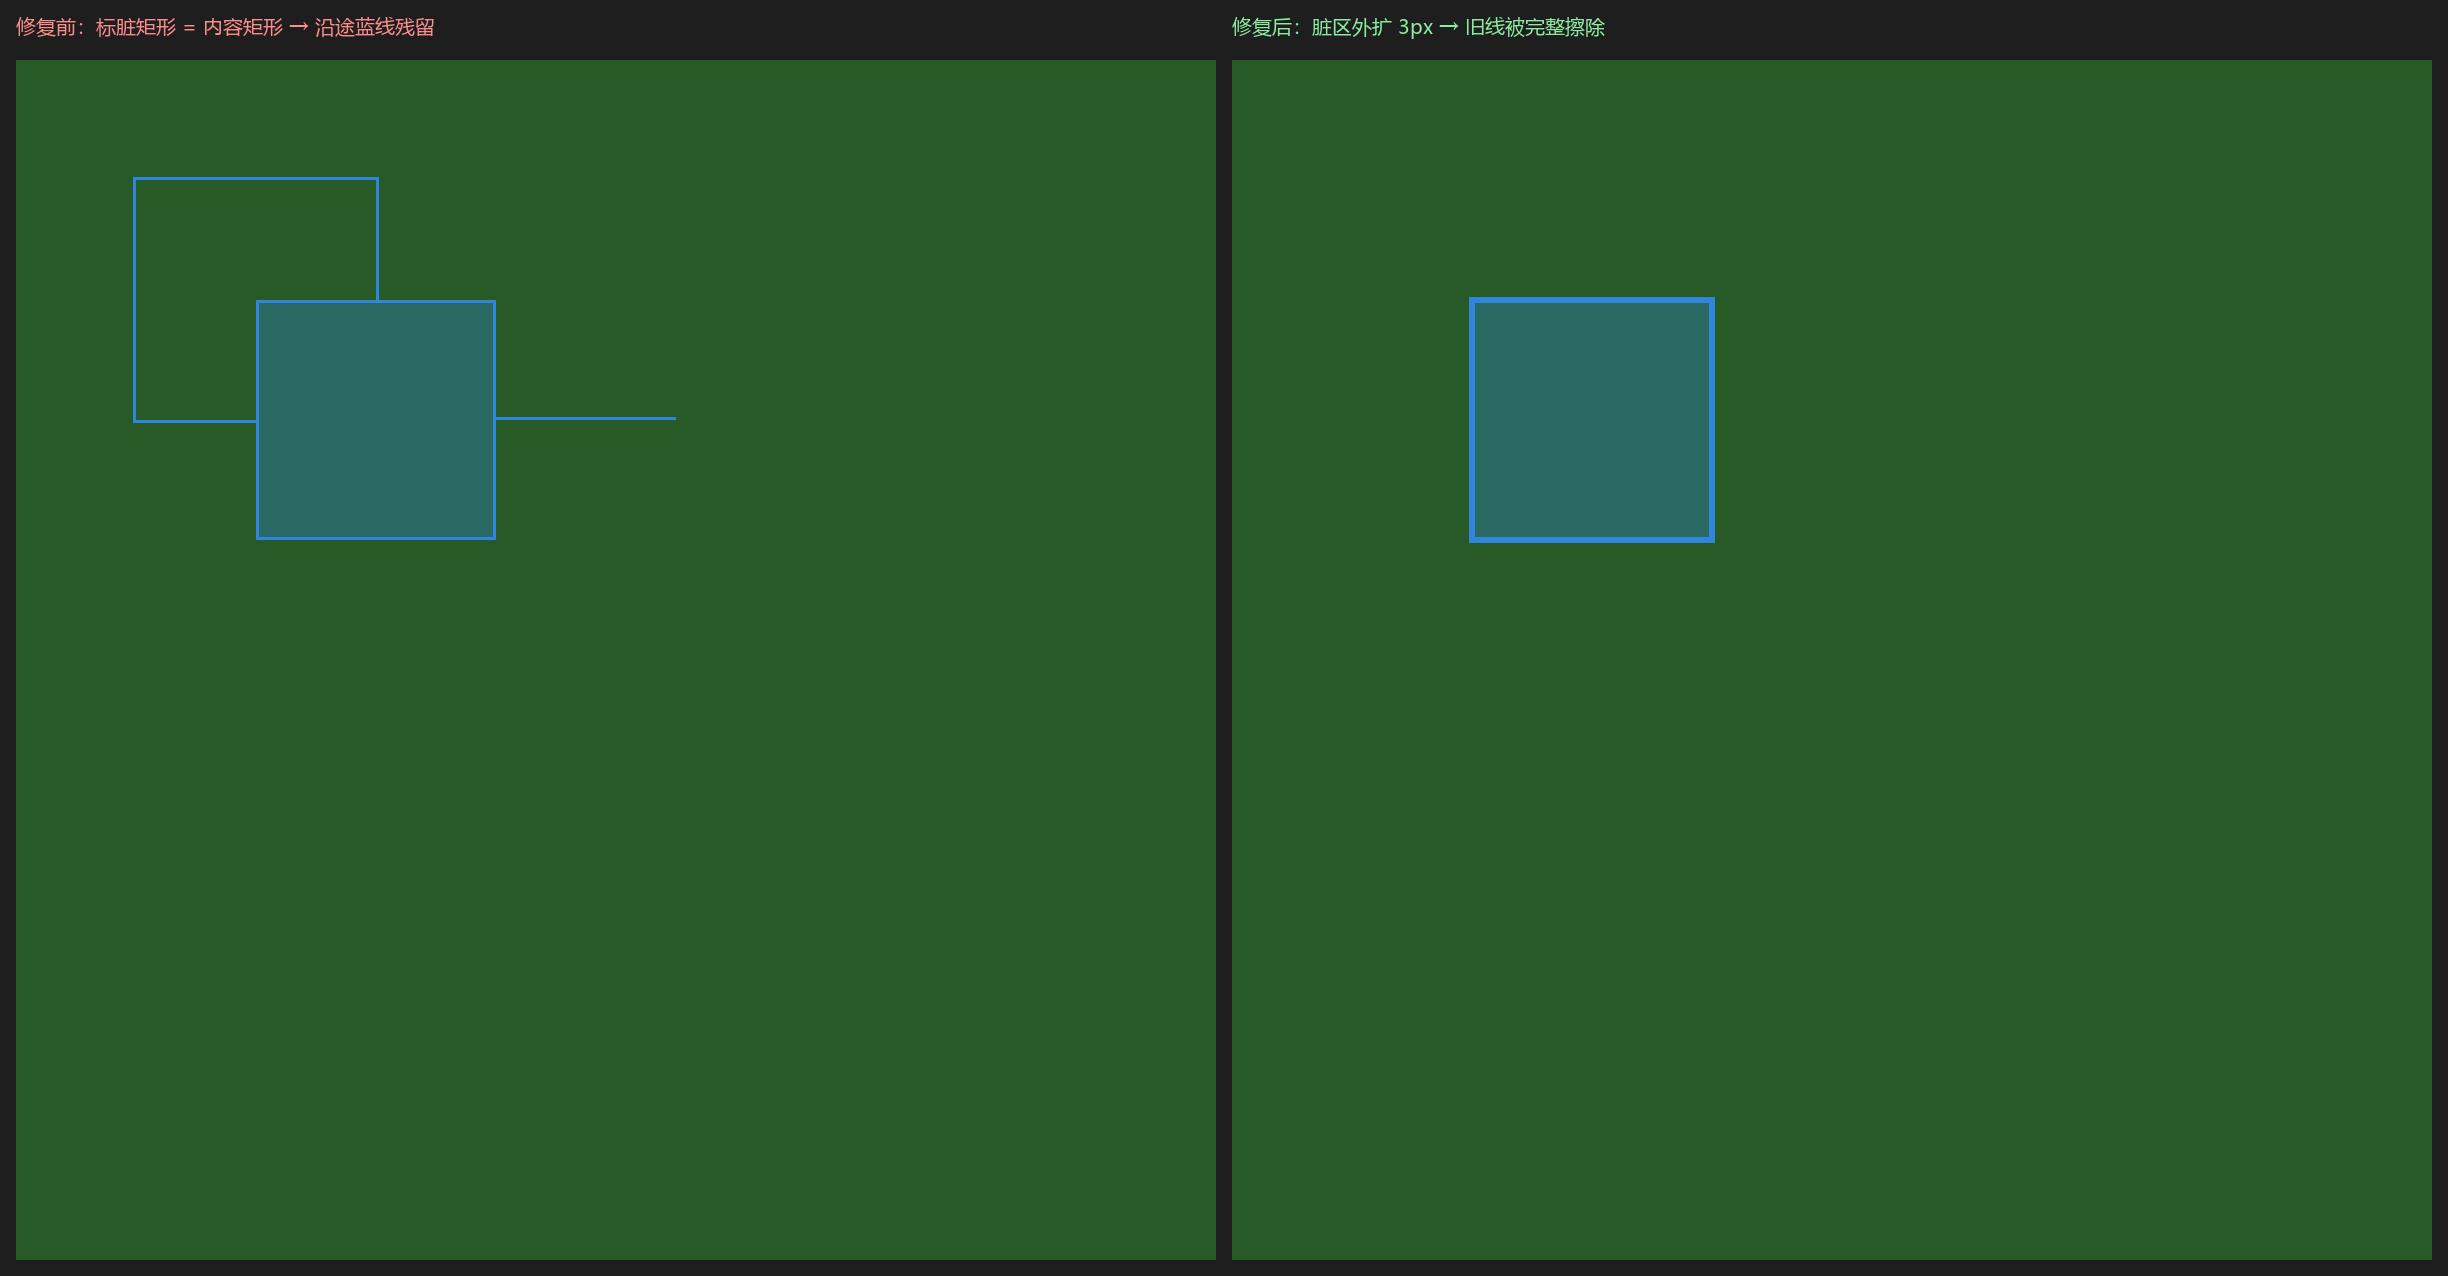 修复前：标脏矩形 = 内容矩形 → 沿途蓝线残留
修复后：脏区外扩 3px → 旧线被完整擦除